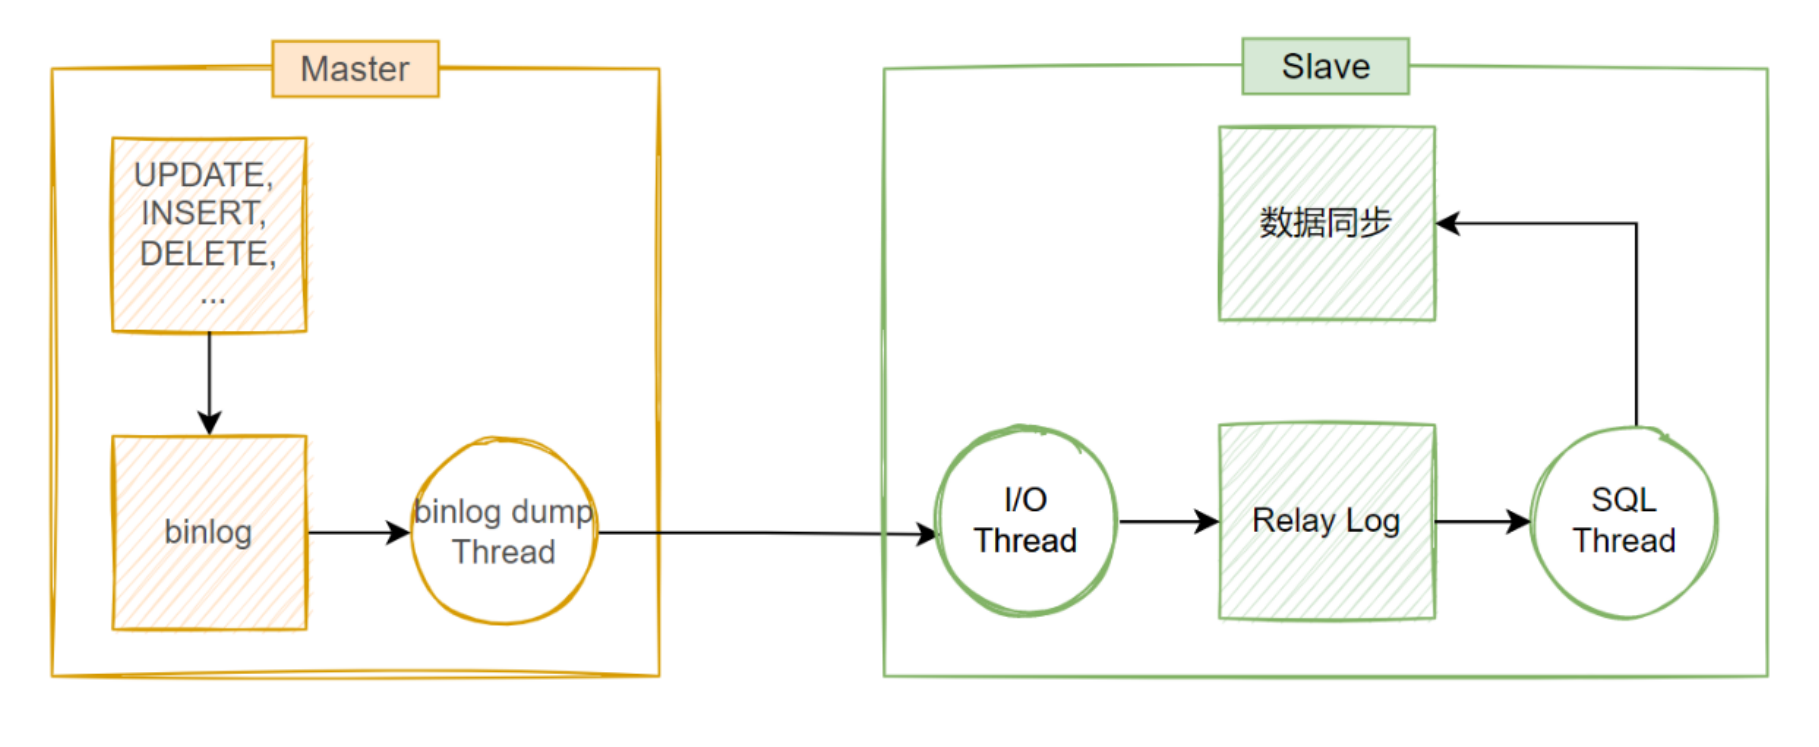 Master
UPDATE,
INSERT,
DELETE,
...
binlog
binlog dump
Thread
Slave
数据同步
I/O
Thread
Relay Log
SQL
Thread